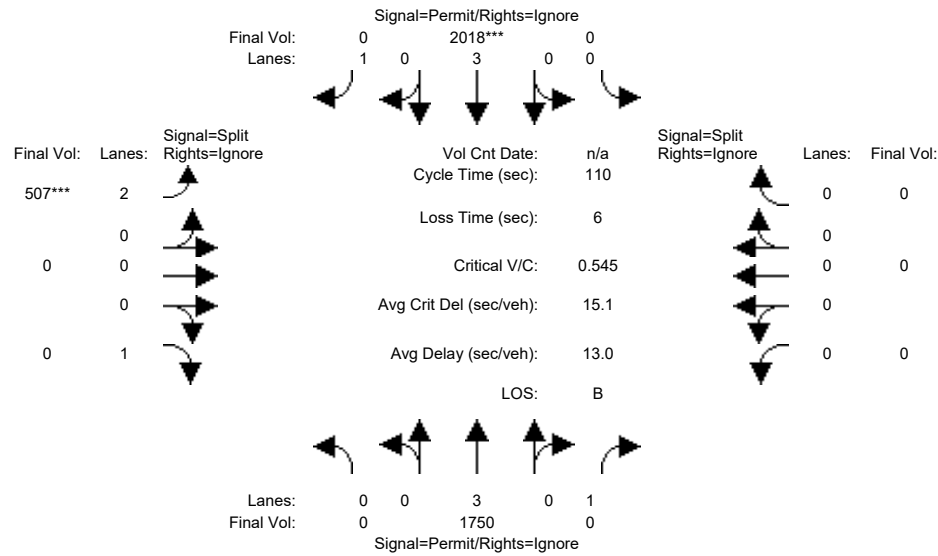 Signal=Permit/Rights=Ignore
Final Vol: 0 2018*** 0
Lanes: 1 0 3 0 0
Signal=Split Signal=Split
Final Vol: Lanes: Rights=Ignore Vol Cnt Date: n/a Rights=Ignore Lanes: Final Vol:
Cycle Time (sec): 110
507*** 2 0 0
Loss Time (sec): 6
0 0
0 0 Critical V/C: 0.545 0 0
0 Avg Crit Del (sec/veh): 15.1 0
0 1 Avg Delay (sec/veh): 13.0 0 0
LOS: B
Lanes: 0 0 3 0 1
Final Vol: 0 1750 0
Signal=Permit/Rights=Ignore